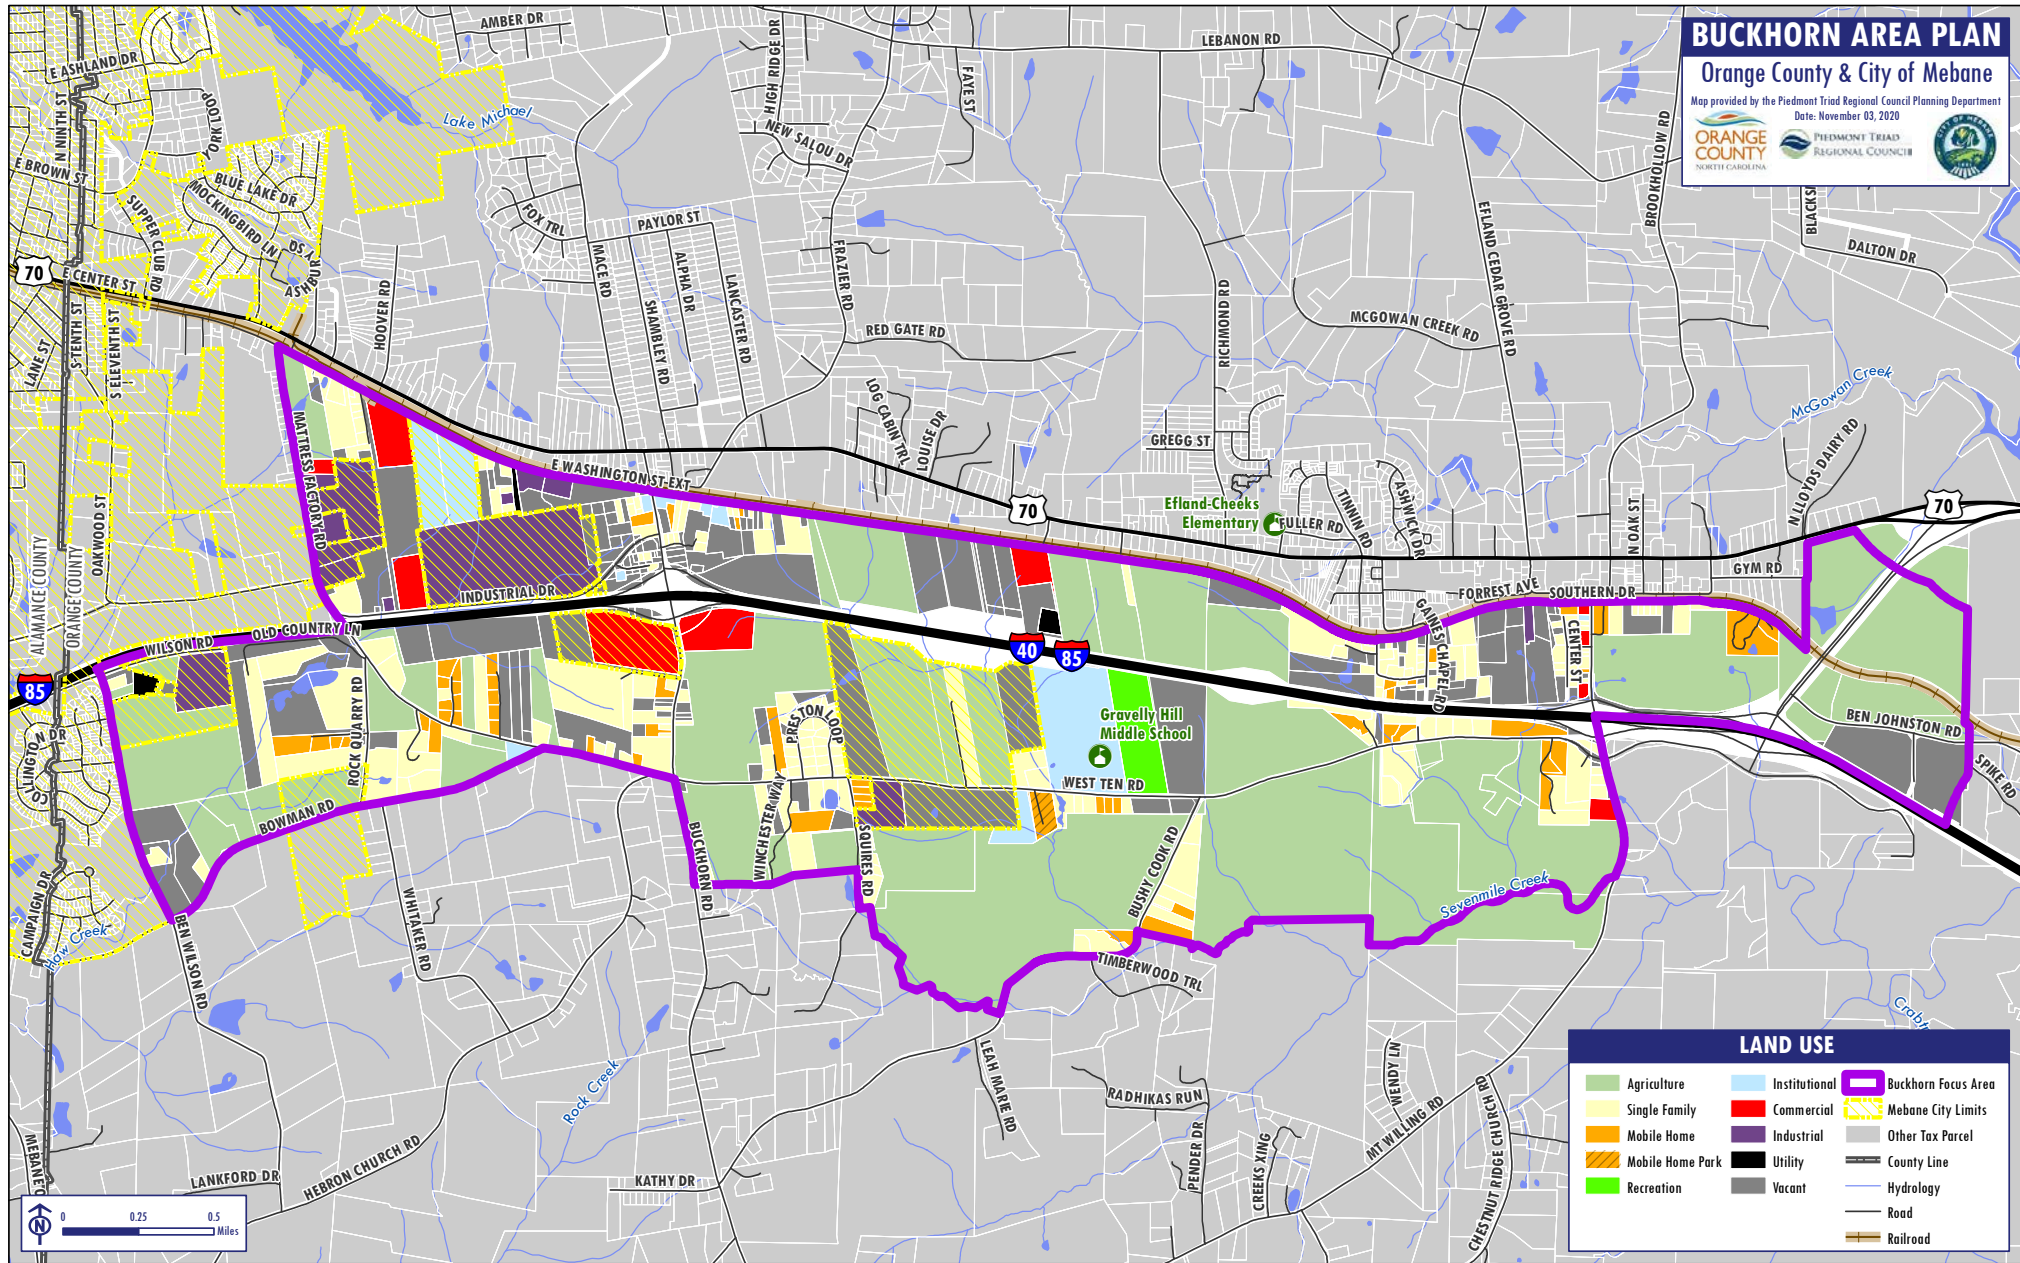 BUCKHORN AREA PLAN
Orange County & City of Mebane
Map provided by the Piedmont Triad Regional Council Planning Department
Date: November 03, 2020
ORANGE COUNTY
NORTH CAROLINA
PIEDMONT TRIAD
REGIONAL COUNCIL
CITY OF MEBANE
AMBER DR
LEBANON RD
E ASHLAND DR
HIGH RIDGE DR
FAYE ST
N NINTH ST
YORK LOOP
Lake Michael
NEW SALOU DR
BROOKHOLLOW RD
E BROWN ST
BLUE LAKE DR
MOCKINGBIRD LN
SUPPER CLUB RD
FOX TRL
PAYLOR ST
EFLAND CEDAR GROVE RD
DALTON DR
MACE RD
ALPHA DR
LANCASTER RD
FRAZIER RD
70
E CENTER ST
HOOVER RD
SHAMBLEY RD
RED GATE RD
RICHMOND RD
MCGOWAN CREEK RD
LANE ST
S TENTH ST
S ELEVENTH ST
McGowan Creek
LOG CABIN TRL
LOUISE DR
GREGG ST
MATTRESS FACTORY RD
E WASHINGTON ST EXT
N LLOYDS DAIRY RD
OAKWOOD ST
70
70
Efland-Cheeks
Elementary
FULLER RD
TINNIN RD
ASHWICK DR
N OAK ST
ALAMANCE COUNTY
ORANGE COUNTY
INDUSTRIAL DR
GYM RD
FORREST AVE
SOUTHERN DR
GAINES CHAPEL RD
CENTER ST
WILSON RD
OLD COUNTRY LN
40
85
85
ROCK QUARRY RD
PRESTON LOOP
Gravelly Hill
Middle School
BEN JOHNSTON RD
SPIKE RD
COLLINGTON DR
WEST TEN RD
BOWMAN RD
BUCKHORN RD
WINCHESTER WAY
SQUIRES RD
BUSHY COOK RD
Sevenmile Creek
CAMPAIGN DR
Haw Creek
BEN WILSON RD
WHITAKER RD
TIMBERWOOD TRL
Rock Creek
LEAH MARIE RD
RADHIKAS RUN
PENDER DR
CREEKS XING
WENDY LN
MT WILLING RD
CHESTNUT RIDGE CHURCH RD
LANKFORD DR
HEBRON CHURCH RD
KATHY DR
N
0 0.25 0.5
Miles
LAND USE
Agriculture
Single Family
Mobile Home
Mobile Home Park
Recreation
Institutional
Commercial
Industrial
Utility
Vacant
Buckhorn Focus Area
Mebane City Limits
Other Tax Parcel
County Line
Hydrology
Road
Railroad